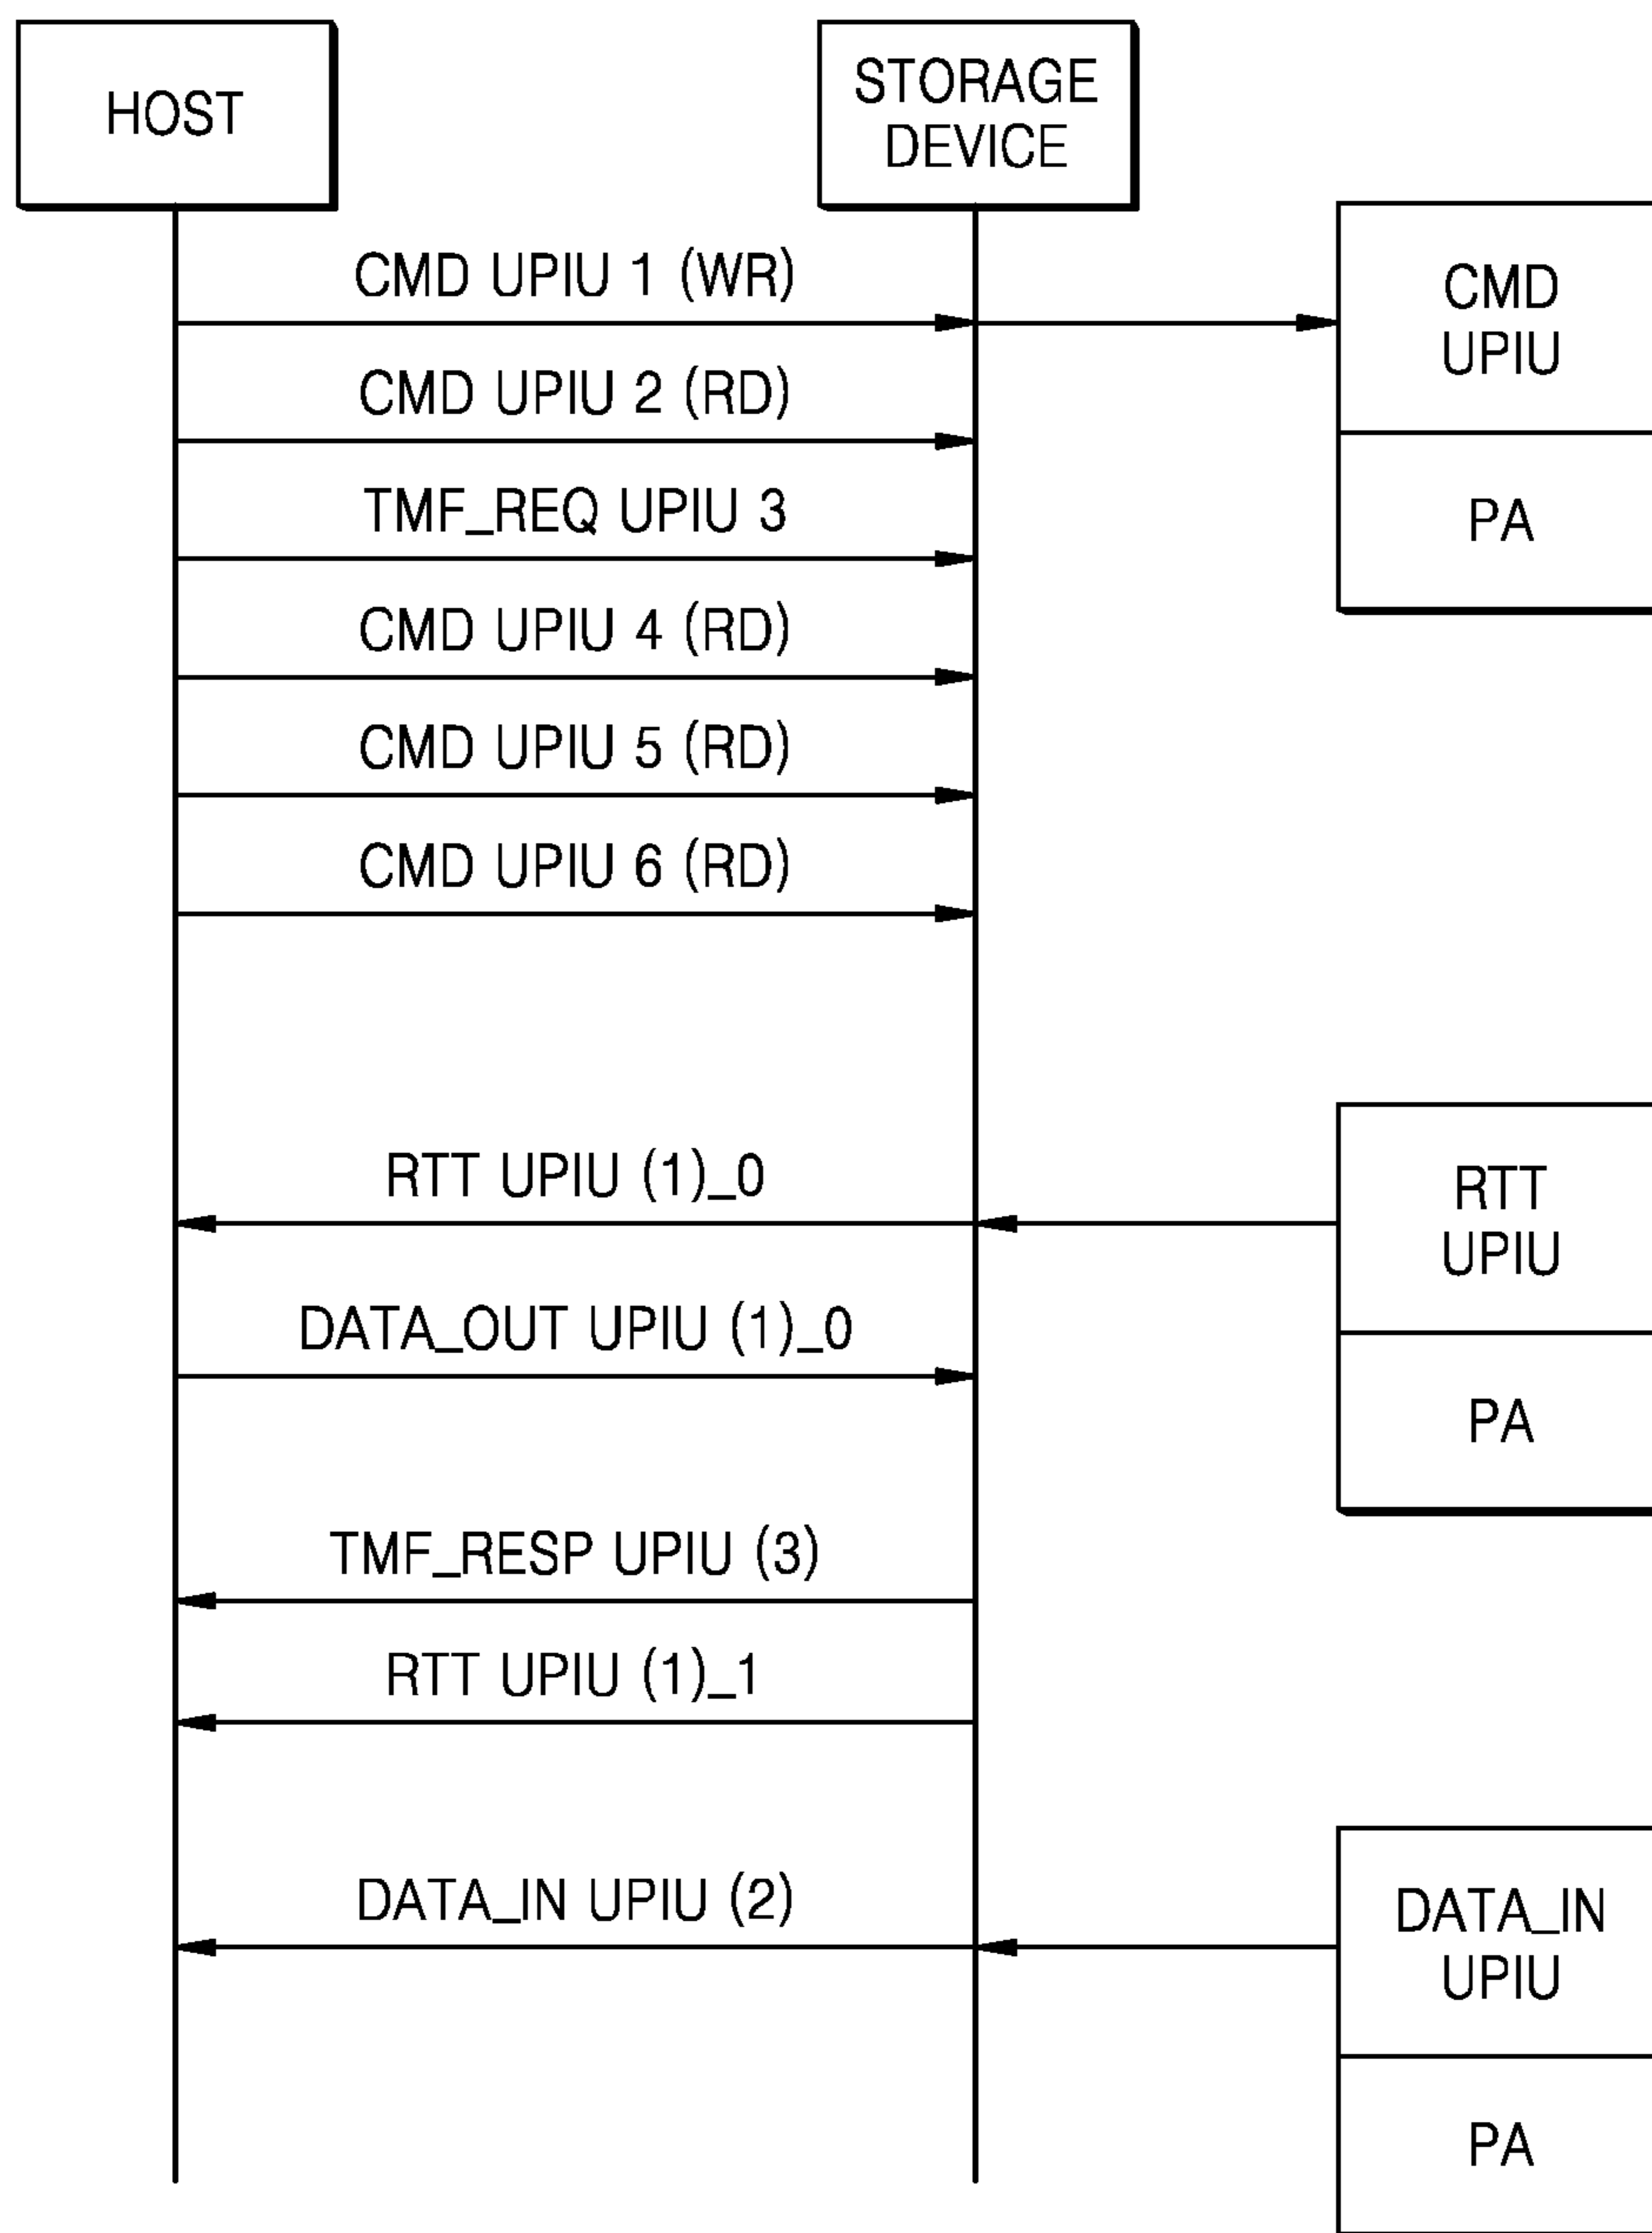 HOST
STORAGE
DEVICE
CMD UPIU 1 (WR)
CMD
UPIU
PA
CMD UPIU 2 (RD)
TMF_REQ UPIU 3
CMD UPIU 4 (RD)
CMD UPIU 5 (RD)
CMD UPIU 6 (RD)
RTT UPIU (1)_0
RTT
UPIU
PA
DATA_OUT UPIU (1)_0
TMF_RESP UPIU (3)
RTT UPIU (1)_1
DATA_IN UPIU (2)
DATA_IN
UPIU
PA